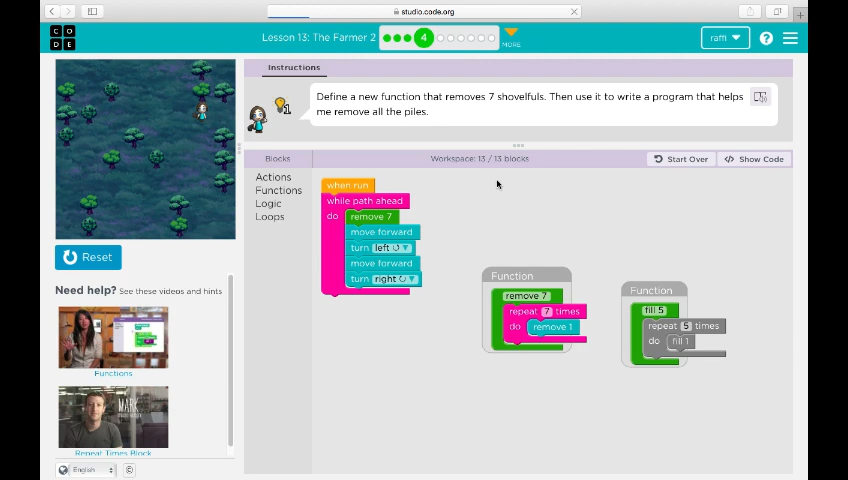 studio.code.org
C O
D E
Lesson 13: The Farmer 2
4
MORE
raffi
?
Instructions
1
Define a new function that removes 7 shovelfuls. Then use it to write a program that helps
me remove all the piles.
Blocks
Workspace: 13 / 13 blocks
Start Over
</> Show Code
Actions
Functions
Logic
Loops
when run
while path ahead
do
remove 7
move forward
turn left
move forward
turn right
Function
remove 7
repeat 7 times
do remove 1
Function
fill 5
repeat 5 times
do fill 1
Reset
Need help? See these videos and hints
Functions
MARK
Repeat Times Block
English